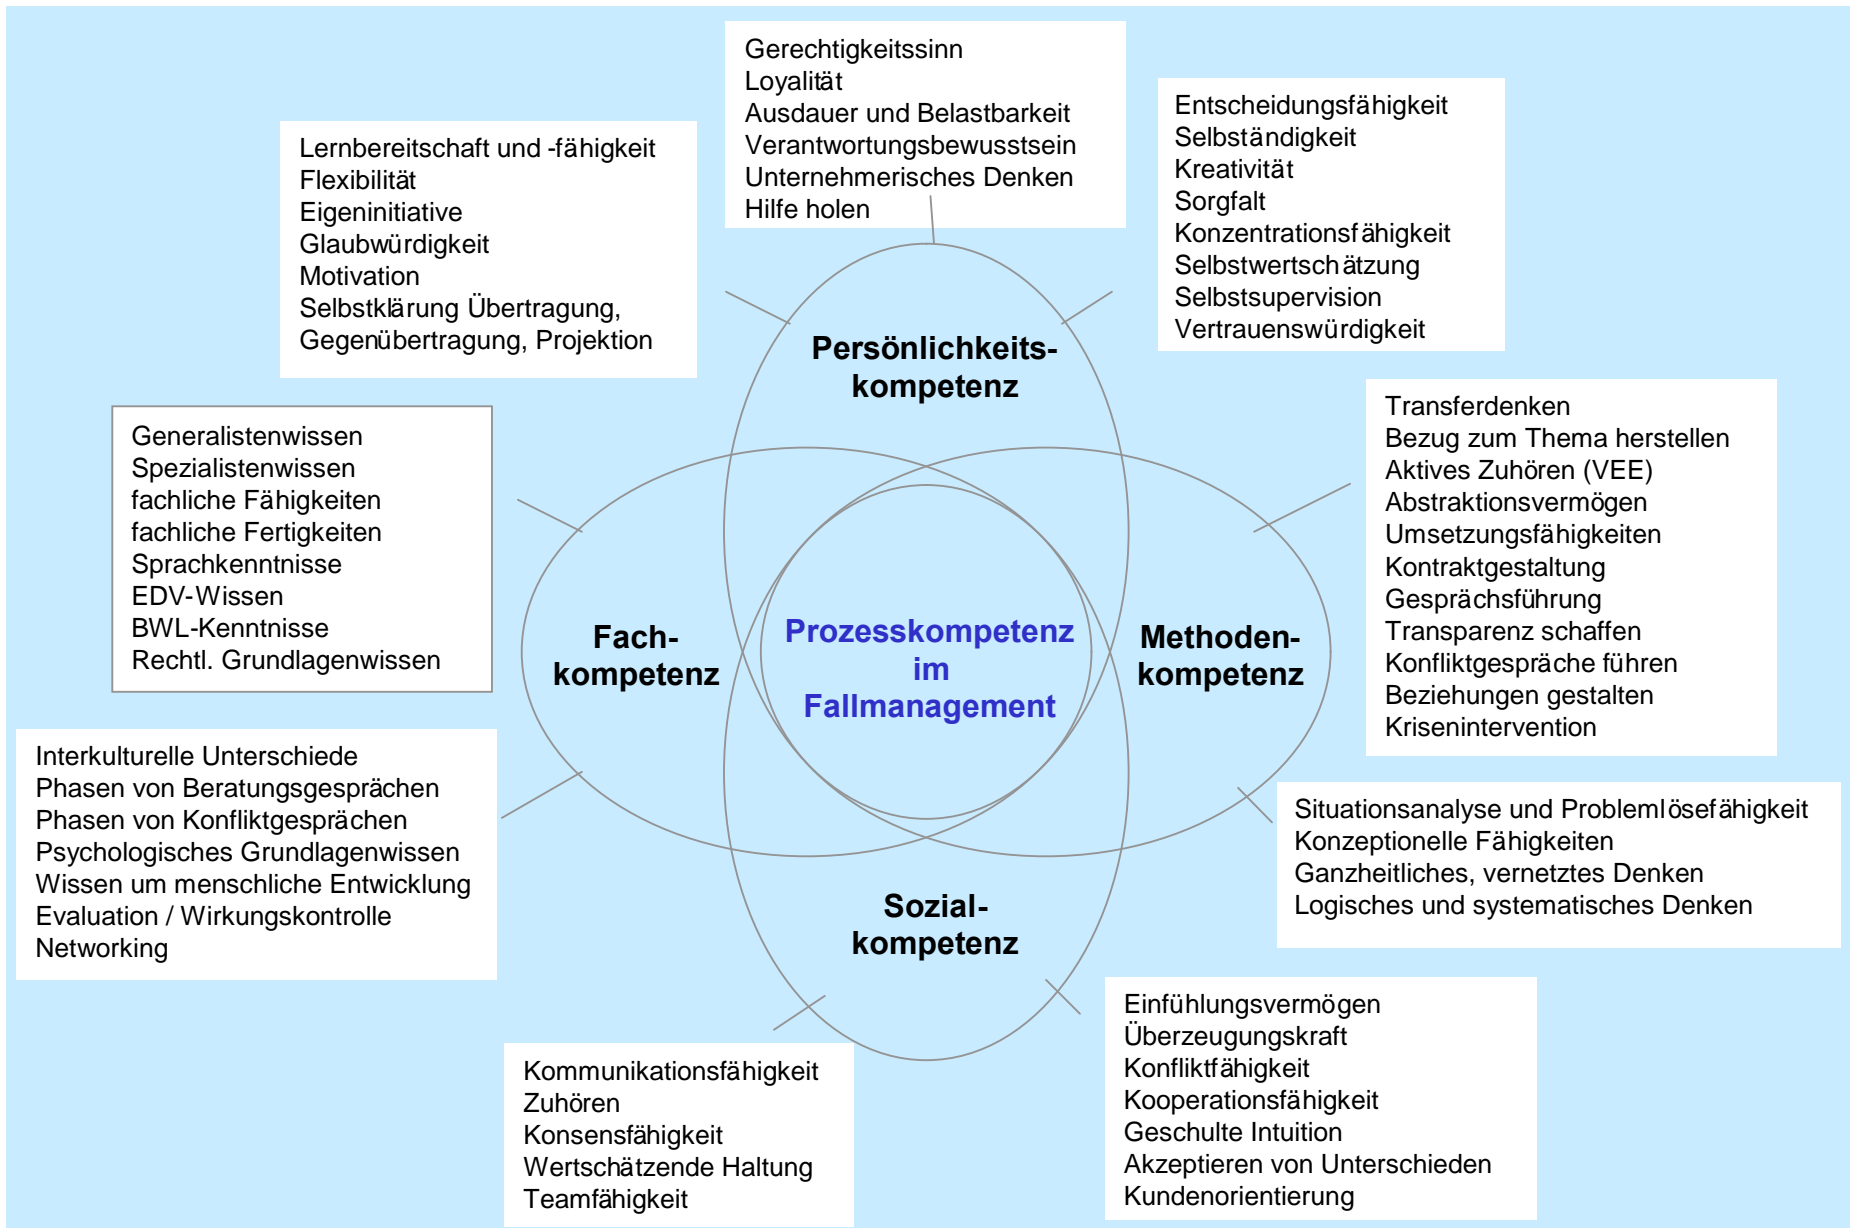 Gerechtigkeitssinn
Loyalität
Ausdauer und Belastbarkeit
Verantwortungsbewusstsein
Unternehmerisches Denken
Hilfe holen
Entscheidungsfähigkeit
Selbständigkeit
Kreativität
Sorgfalt
Konzentrationsfähigkeit
Selbstwertschätzung
Selbstsupervision
Vertrauenswürdigkeit
Lernbereitschaft und -fähigkeit
Flexibilität
Eigeninitiative
Glaubwürdigkeit
Motivation
Selbstklärung Übertragung,
Gegenübertragung, Projektion
Persönlichkeits-
kompetenz
Generalistenwissen
Spezialistenwissen
fachliche Fähigkeiten
fachliche Fertigkeiten
Sprachkenntnisse
EDV-Wissen
BWL-Kenntnisse
Rechtl. Grundlagenwissen
Transferdenken
Bezug zum Thema herstellen
Aktives Zuhören (VEE)
Abstraktionsvermögen
Umsetzungsfähigkeiten
Kontraktgestaltung
Gesprächsführung
Transparenz schaffen
Konfliktgespräche führen
Beziehungen gestalten
Krisenintervention
Fach-
kompetenz
Prozesskompetenz
im
Fallmanagement
Methoden-
kompetenz
Interkulturelle Unterschiede
Phasen von Beratungsgesprächen
Phasen von Konfliktgesprächen
Psychologisches Grundlagenwissen
Wissen um menschliche Entwicklung
Evaluation / Wirkungskontrolle
Networking
Situationsanalyse und Problemlösefähigkeit
Konzeptionelle Fähigkeiten
Ganzheitliches, vernetztes Denken
Logisches und systematisches Denken
Sozial-
kompetenz
Kommunikationsfähigkeit
Zuhören
Konsensfähigkeit
Wertschätzende Haltung
Teamfähigkeit
Einfühlungsvermögen
Überzeugungskraft
Konfliktfähigkeit
Kooperationsfähigkeit
Geschulte Intuition
Akzeptieren von Unterschieden
Kundenorientierung